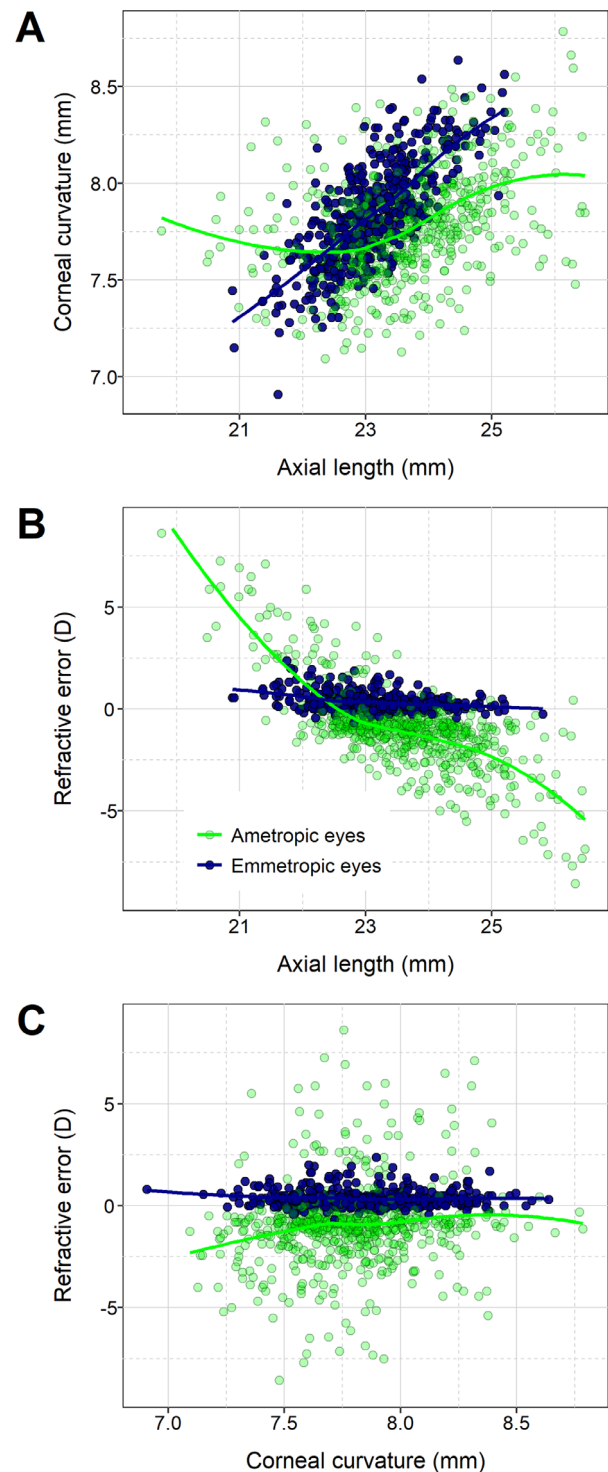 A
Corneal curvature (mm)
8.5
8.0
7.5
7.0
21
23
25
Axial length (mm)
B
Refractive error (D)
5
0
-5
Ametropic eyes
Emmetropic eyes
21
23
25
Axial length (mm)
C
Refractive error (D)
5
0
-5
7.0
7.5
8.0
8.5
Corneal curvature (mm)